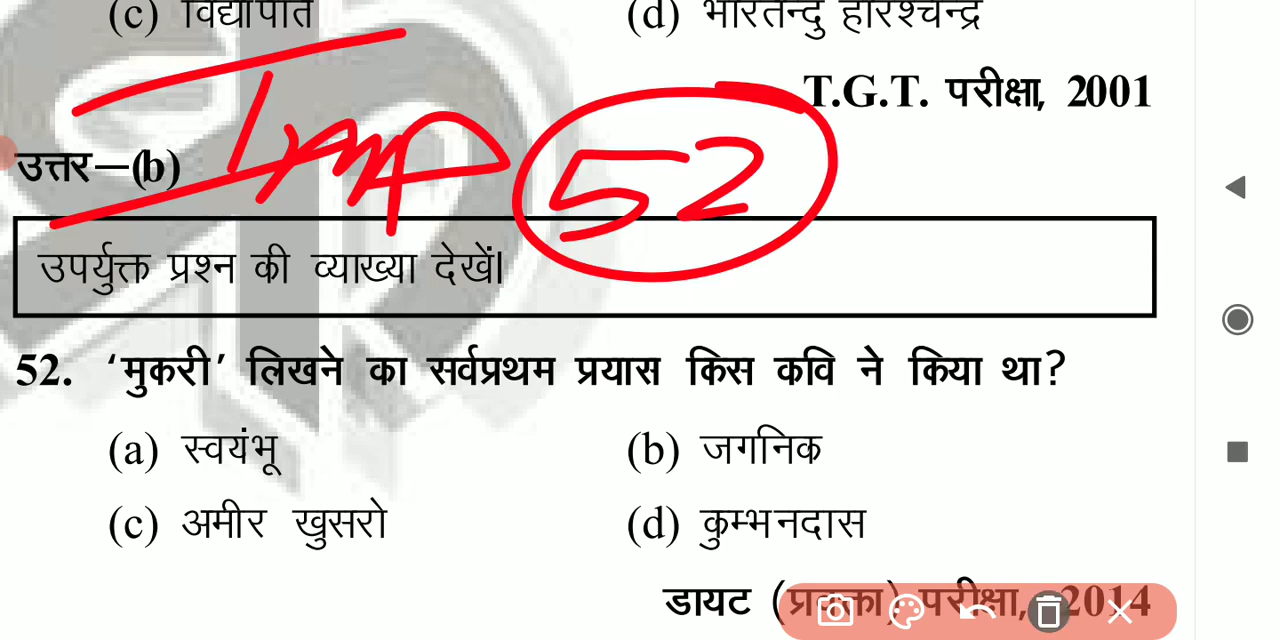 (c) विद्यापति (d) भारतेन्दु हरिश्चन्द्र
T.G.T. परीक्षा, 2001
उत्तर—(b) Imp 52
उपर्युक्त प्रश्न की व्याख्या देखें।
52. ‘मुकरी’ लिखने का सर्वप्रथम प्रयास किस कवि ने किया था?
(a) स्वयंभू (b) जगनिक
(c) अमीर खुसरो (d) कुम्भनदास
डायट (प्रवक्ता) परीक्षा, 2014